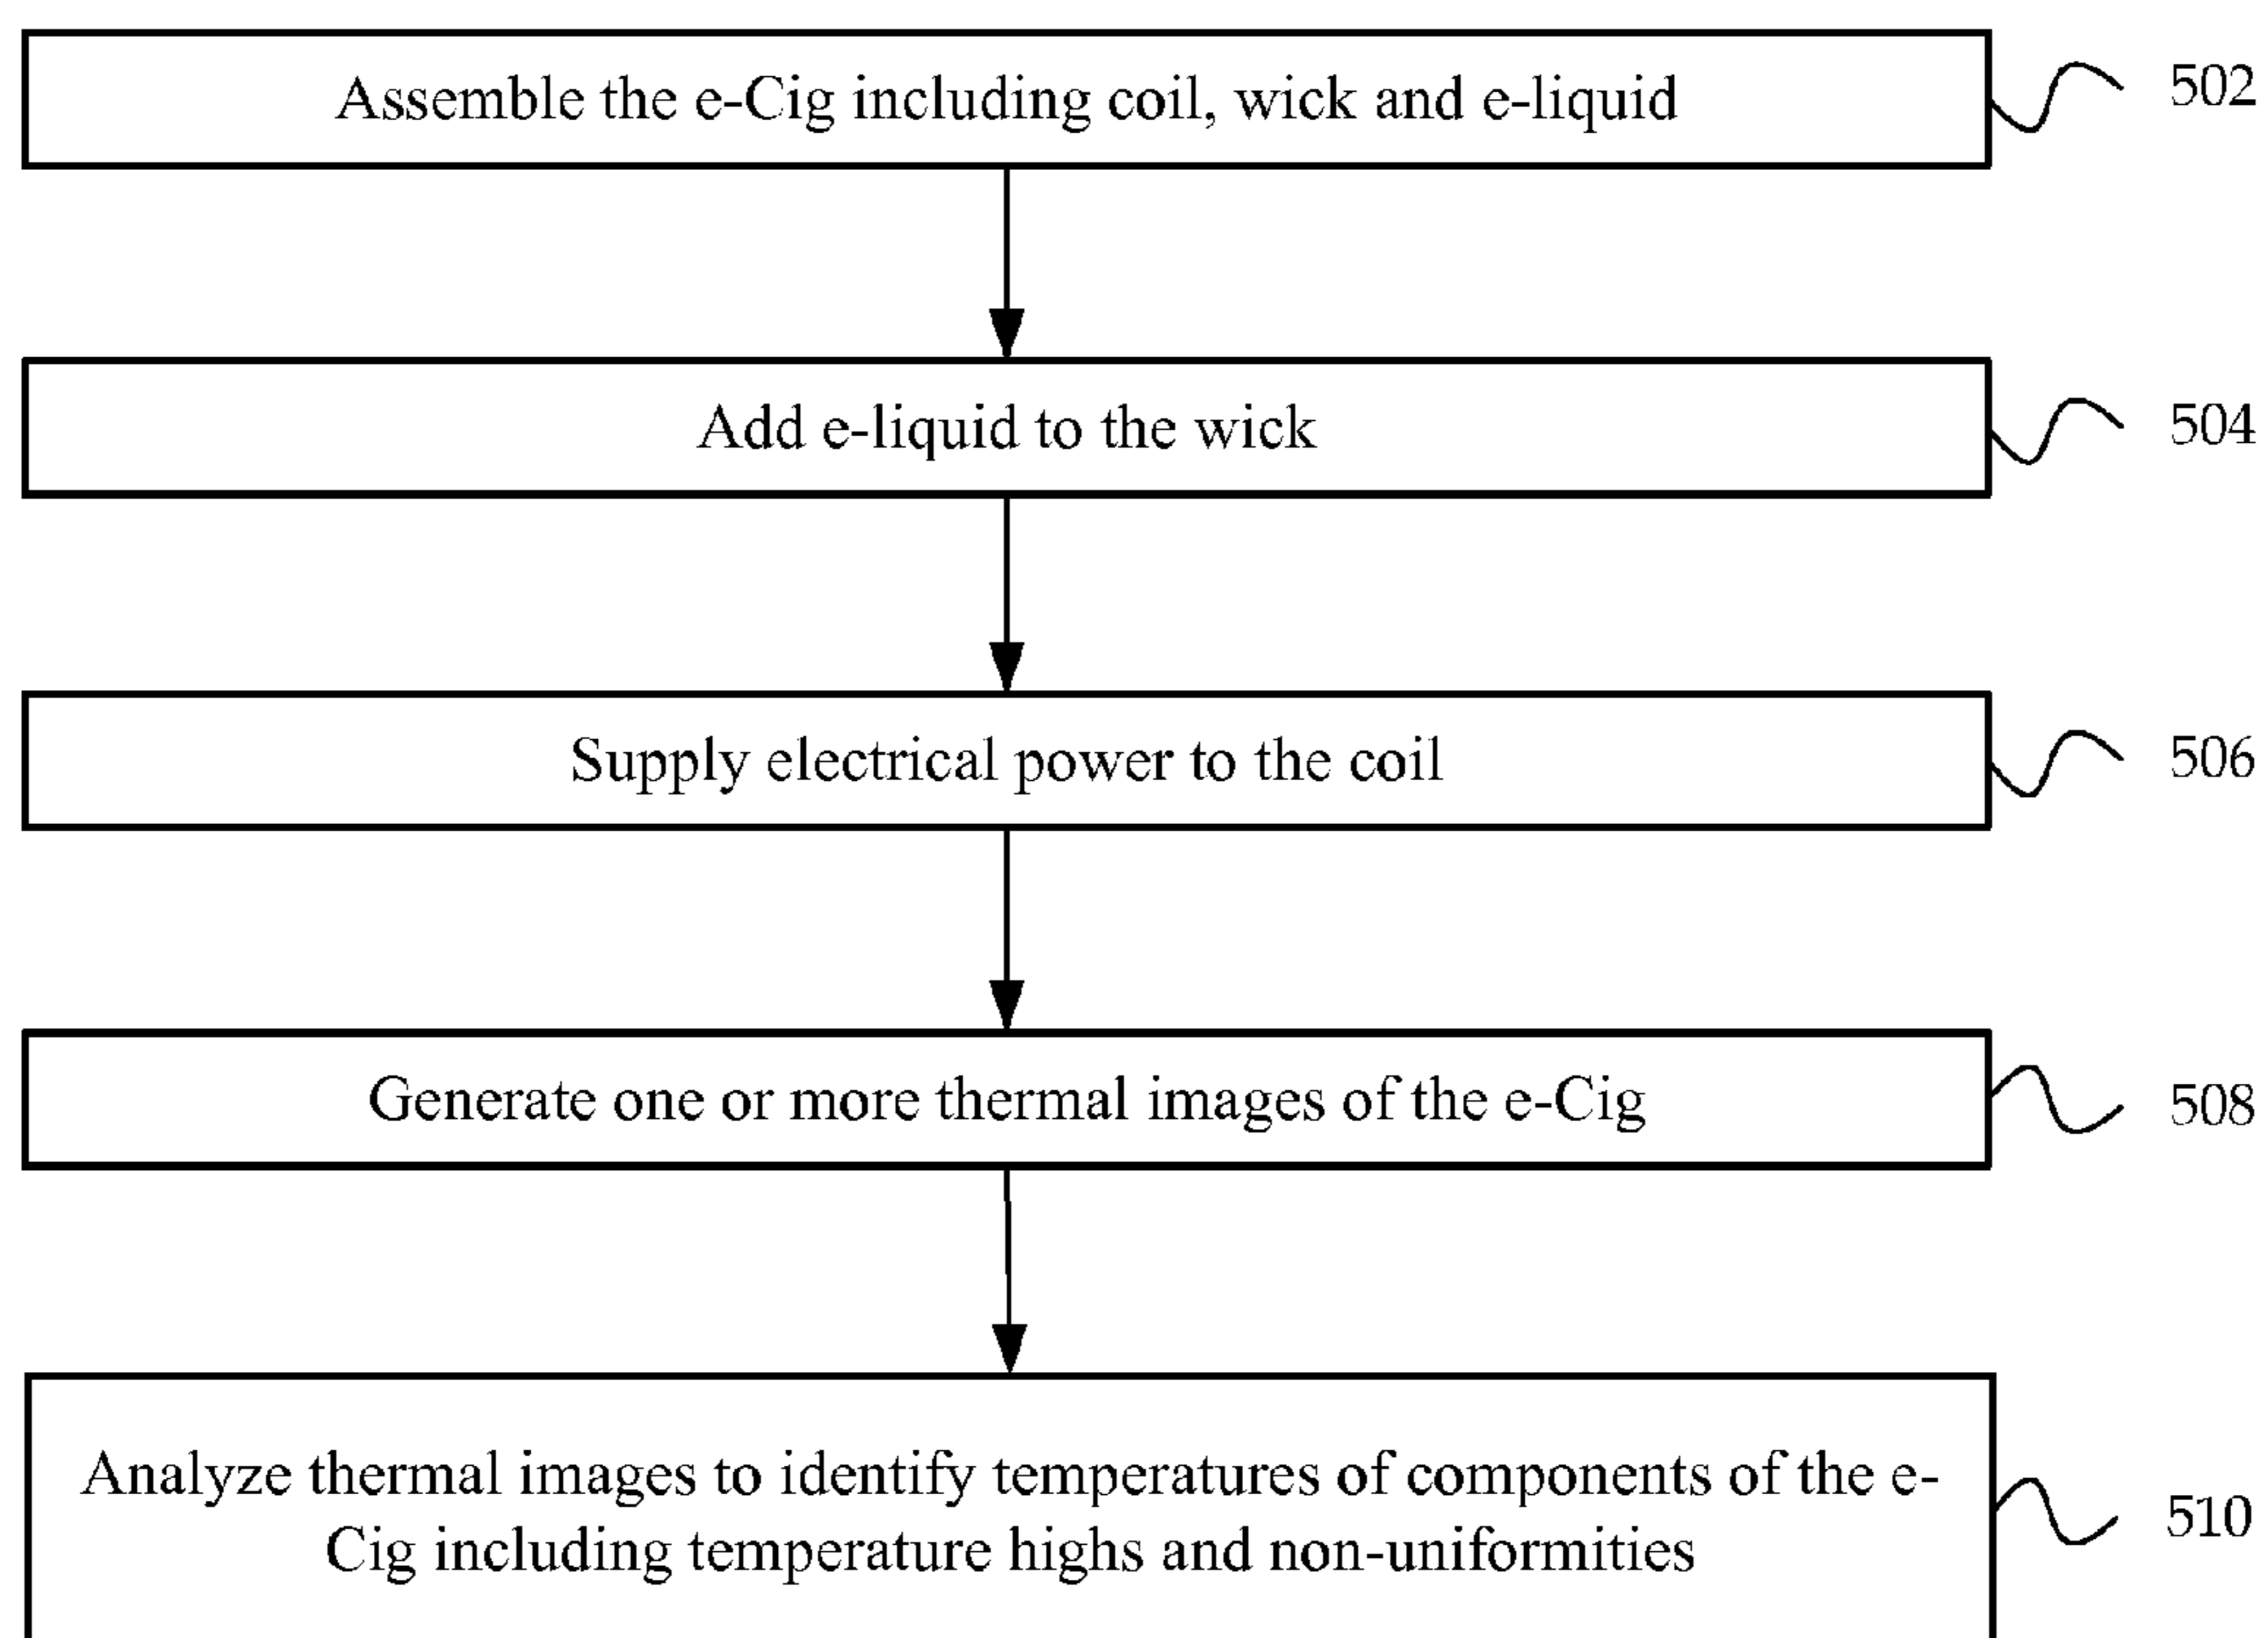 Assemble the e-Cig including coil, wick and e-liquid
502
Add e-liquid to the wick
504
Supply electrical power to the coil
506
Generate one or more thermal images of the e-Cig
508
Analyze thermal images to identify temperatures of components of the e-
Cig including temperature highs and non-uniformities
510